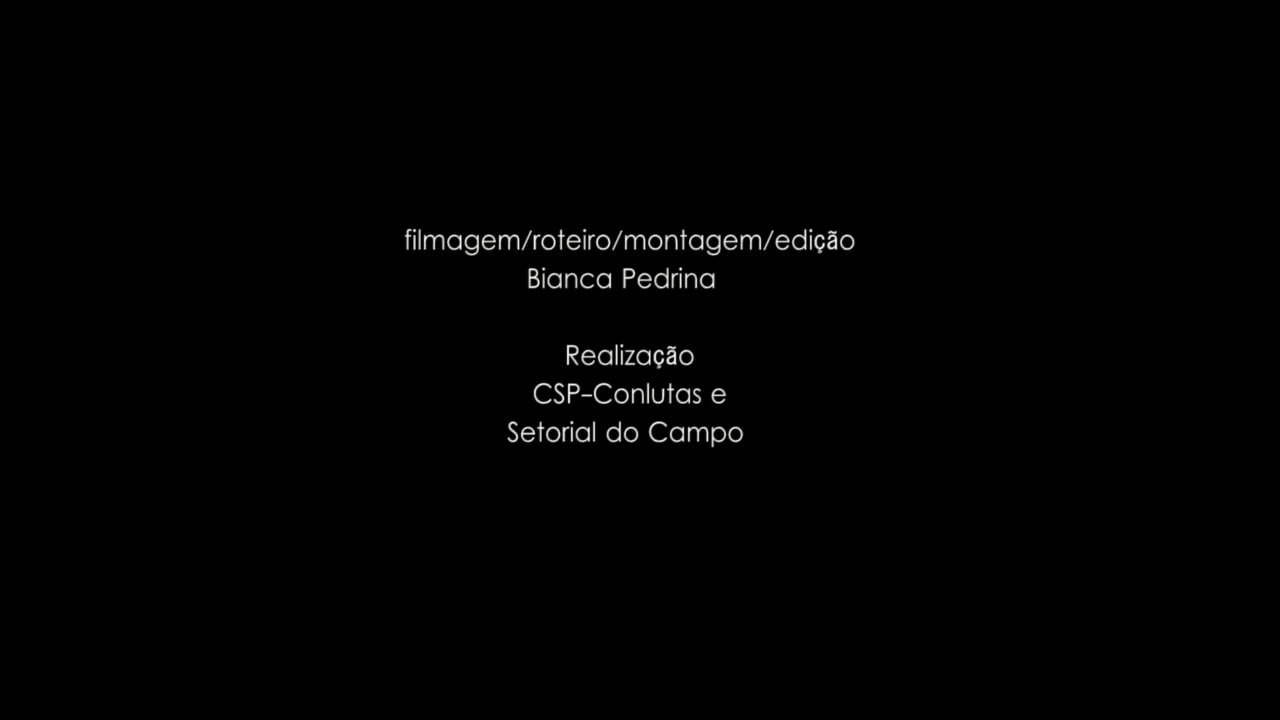 filmagem/roteiro/montagem/edição
Bianca Pedrina
Realização
CSP-Conlutas e
Setorial do Campo